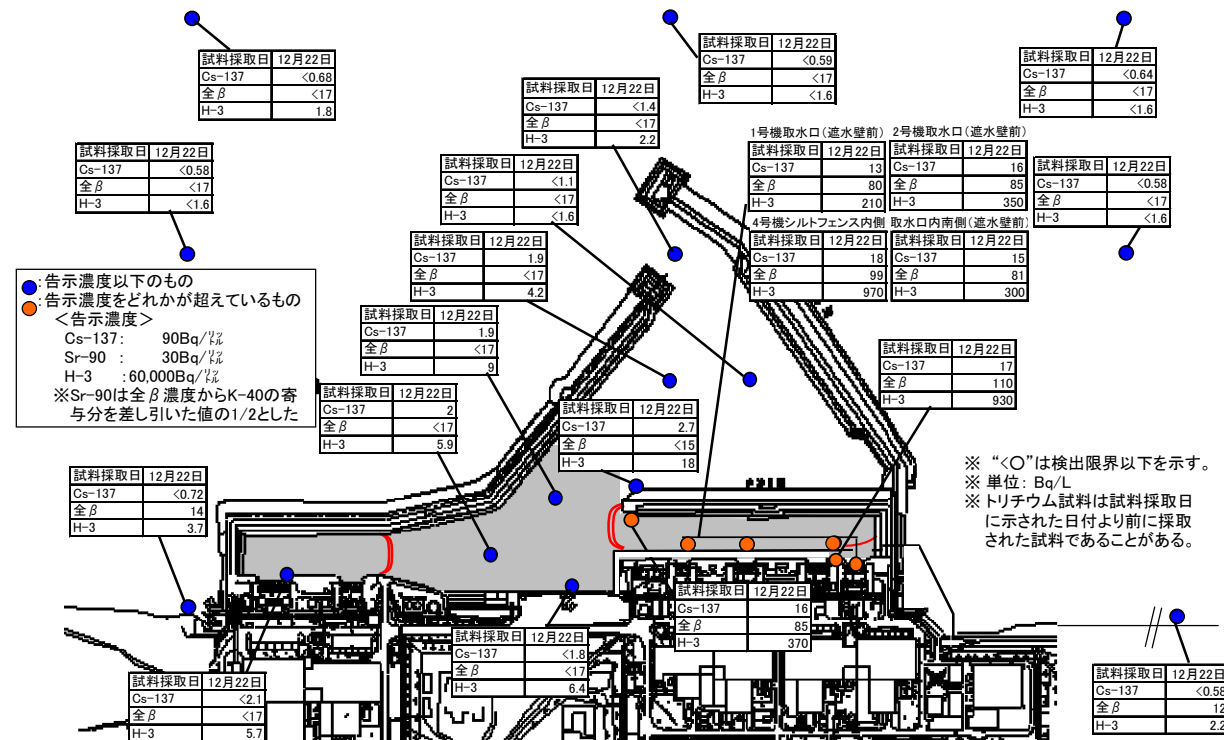 試料採取日 12月22日
Cs-137 <0.68
全β <17
H-3 1.8
試料採取日 12月22日
Cs-137 <0.59
全β <17
H-3 <1.6
試料採取日 12月22日
Cs-137 <0.64
全β <17
H-3 <1.6
試料採取日 12月22日
Cs-137 <1.4
全β <17
H-3 2.2
試料採取日 12月22日
Cs-137 <0.58
全β <17
H-3 <1.6
試料採取日 12月22日
Cs-137 <1.1
全β <17
H-3 <1.6
1号機取水口(遮水壁前)
試料採取日 12月22日
Cs-137 13
全β 80
H-3 210
2号機取水口(遮水壁前)
試料採取日 12月22日
Cs-137 16
全β 85
H-3 350
試料採取日 12月22日
Cs-137 <0.58
全β <17
H-3 <1.6
4号機シルトフェンス内側
試料採取日 12月22日
Cs-137 18
全β 99
H-3 970
取水口内南側(遮水壁前)
試料採取日 12月22日
Cs-137 15
全β 81
H-3 300
試料採取日 12月22日
Cs-137 1.9
全β <17
H-3 4.2
:告示濃度以下のもの
:告示濃度をどれかが超えているもの
<告示濃度>
Cs-137: 90Bq/㍑
Sr-90 : 30Bq/㍑
H-3 :60,000Bq/㍑
※Sr-90は全β濃度からK-40の寄
与分を差し引いた値の1/2とした
試料採取日 12月22日
Cs-137 1.9
全β <17
H-3 9
試料採取日 12月22日
Cs-137 17
全β 110
H-3 930
試料採取日 12月22日
Cs-137 2
全β <17
H-3 5.9
試料採取日 12月22日
Cs-137 2.7
全β <15
H-3 18
※ “<○”は検出限界以下を示す。
※ 単位: Bq/L
※ トリチウム試料は試料採取日
に示された日付より前に採取
された試料であることがある。
試料採取日 12月22日
Cs-137 <0.72
全β 14
H-3 3.7
試料採取日 12月22日
Cs-137 16
全β 85
H-3 370
試料採取日 12月22日
Cs-137 <1.8
全β <17
H-3 6.4
試料採取日 12月22日
Cs-137 <2.1
全β <17
H-3 5.7
試料採取日 12月22日
Cs-137 <0.58
全β 12
H-3 2.2